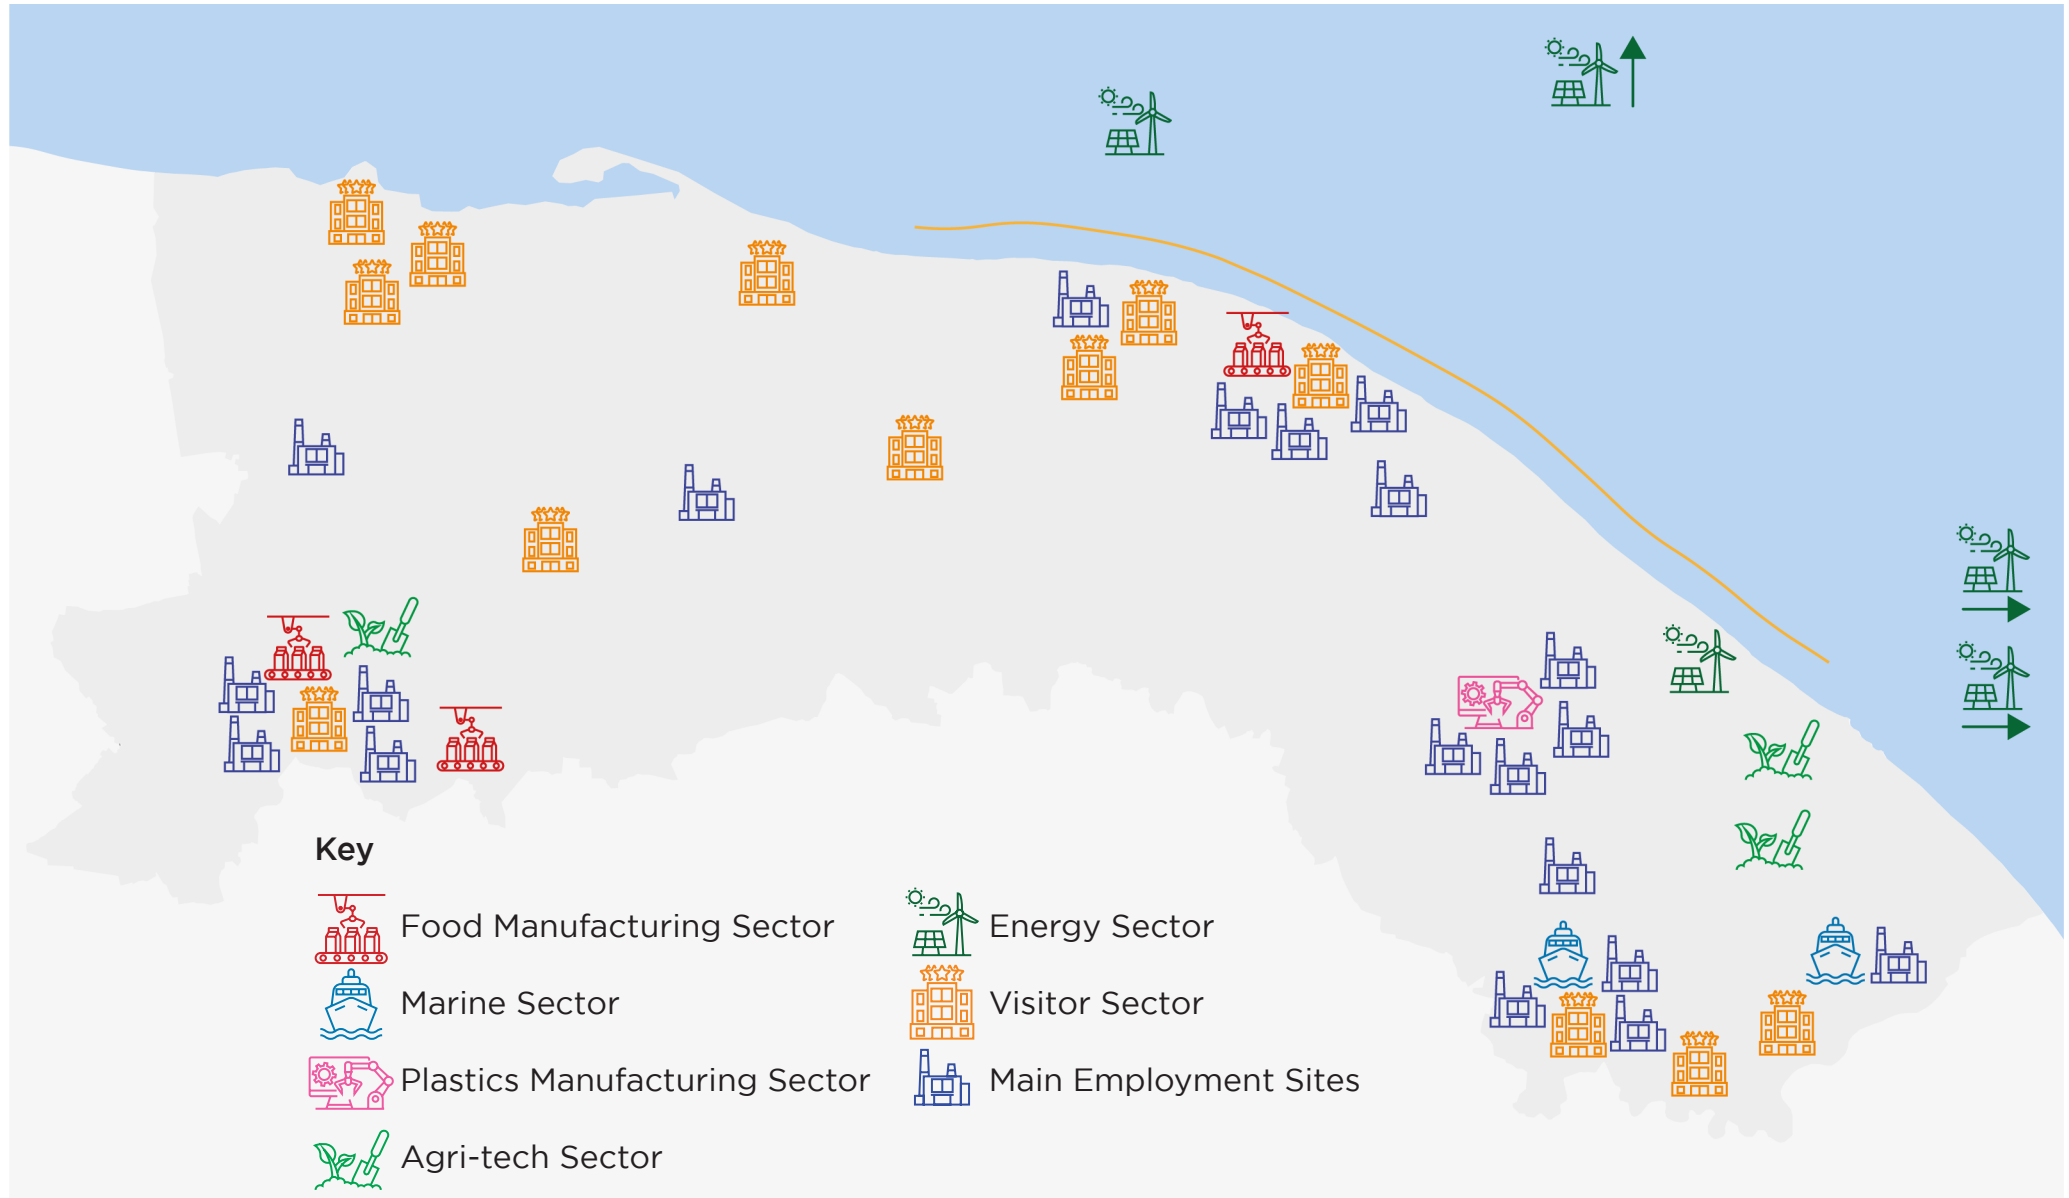 Key
Food Manufacturing Sector
Marine Sector
Plastics Manufacturing Sector
Agri-tech Sector
Energy Sector
Visitor Sector
Main Employment Sites